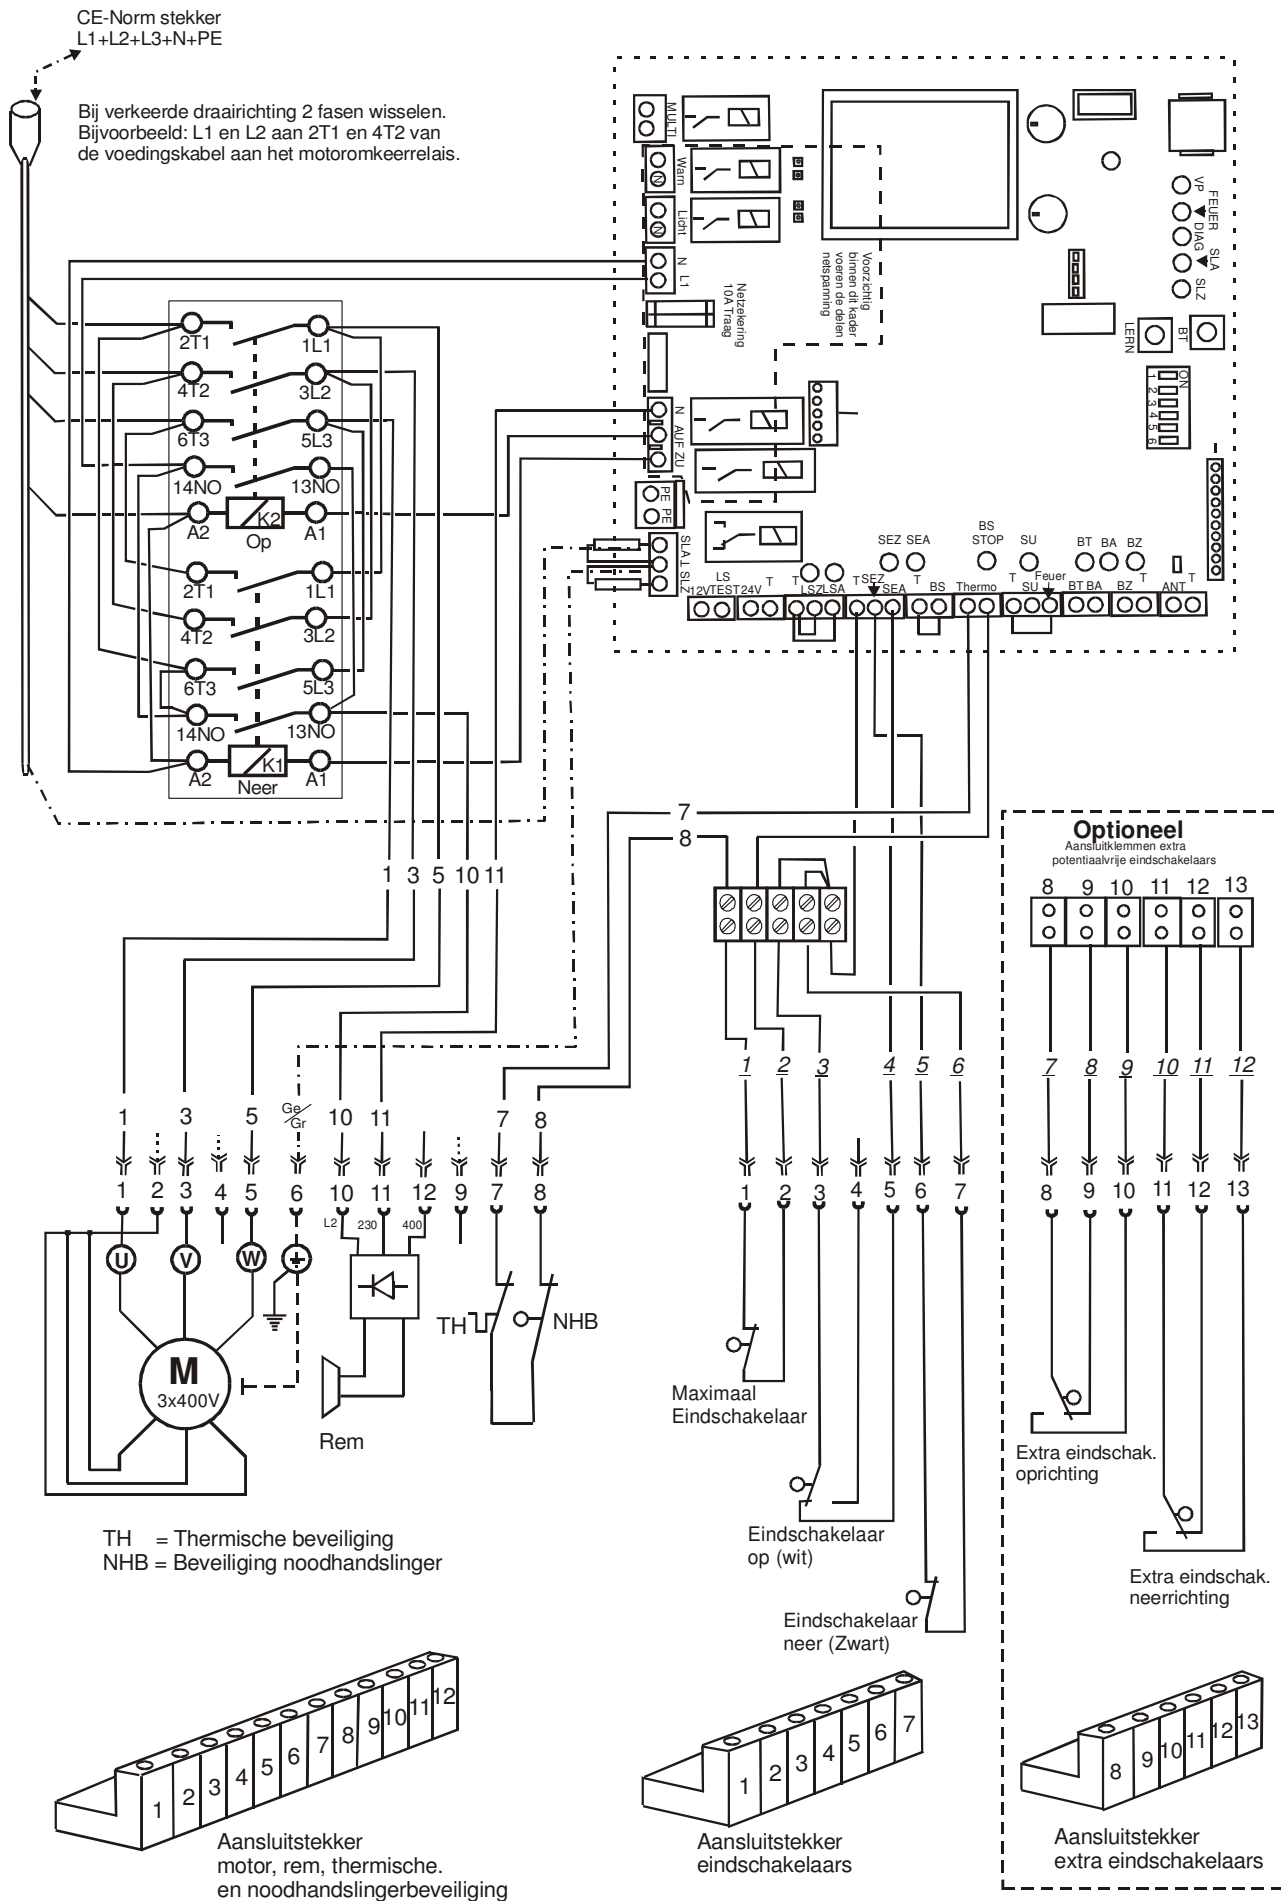 CE-Norm stekker
L1+L2+L3+N+PE
Bij verkeerde draairichting 2 fasen wisselen.
Bijvoorbeeld: L1 en L2 aan 2T1 en 4T2 van
de voedingskabel aan het motoromkeerrelais.
MULTI
Warn
N
Licht
N
N L1
Netzekering
10A Traag
Voorzichtig
binnen dit kader
voeren de delen
netspanning
VP
FEUER
DIAG
SLA
SLZ
LERN
BT
ON
1 2 3 4 5 6
N AUF ZU
PE PE
SLA ⊥ SLZ
2T1 1L1
4T2 3L2
6T3 5L3
14NO 13NO
A2 K2 A1
Op
2T1 1L1
4T2 3L2
6T3 5L3
14NO 13NO
A2 K1 A1
Neer
SEZ SEA
BS
STOP
SU
BT BA BZ
LS
12V TEST 24V
T
T
LSZ LSA
T SEZ SEA
T
BS
Thermo
T
SU
Feuer
BT BA
BZ
T
ANT
T
7
8
1 3 5 10 11
Optioneel
Aansluitklemmen extra
potentiaalvrije eindschakelaars
8 9 10 11 12 13
1 2 3 4 5 6
7 8 9 10 11 12
1 3 5 Ge/Gr 10 11 7 8
1 2 3 4 5 6 10 11 12 9 7 8
1 2 3 4 5 6 7
8 9 10 11 12 13
L2 230 400
U V W
M
3x400V
TH
NHB
Rem
Maximaal
Eindschakelaar
Eindschakelaar
op (wit)
Eindschakelaar
neer (Zwart)
Extra eindschak.
oprichting
Extra eindschak.
neerrichting
TH = Thermische beveiliging
NHB = Beveiliging noodhandslinger
1 2 3 4 5 6 7 8 9 10 11 12
Aansluitstekker
motor, rem, thermische.
en noodhandslingerbeveiliging
1 2 3 4 5 6 7
Aansluitstekker
eindschakelaars
8 9 10 11 12 13
Aansluitstekker
extra eindschakelaars